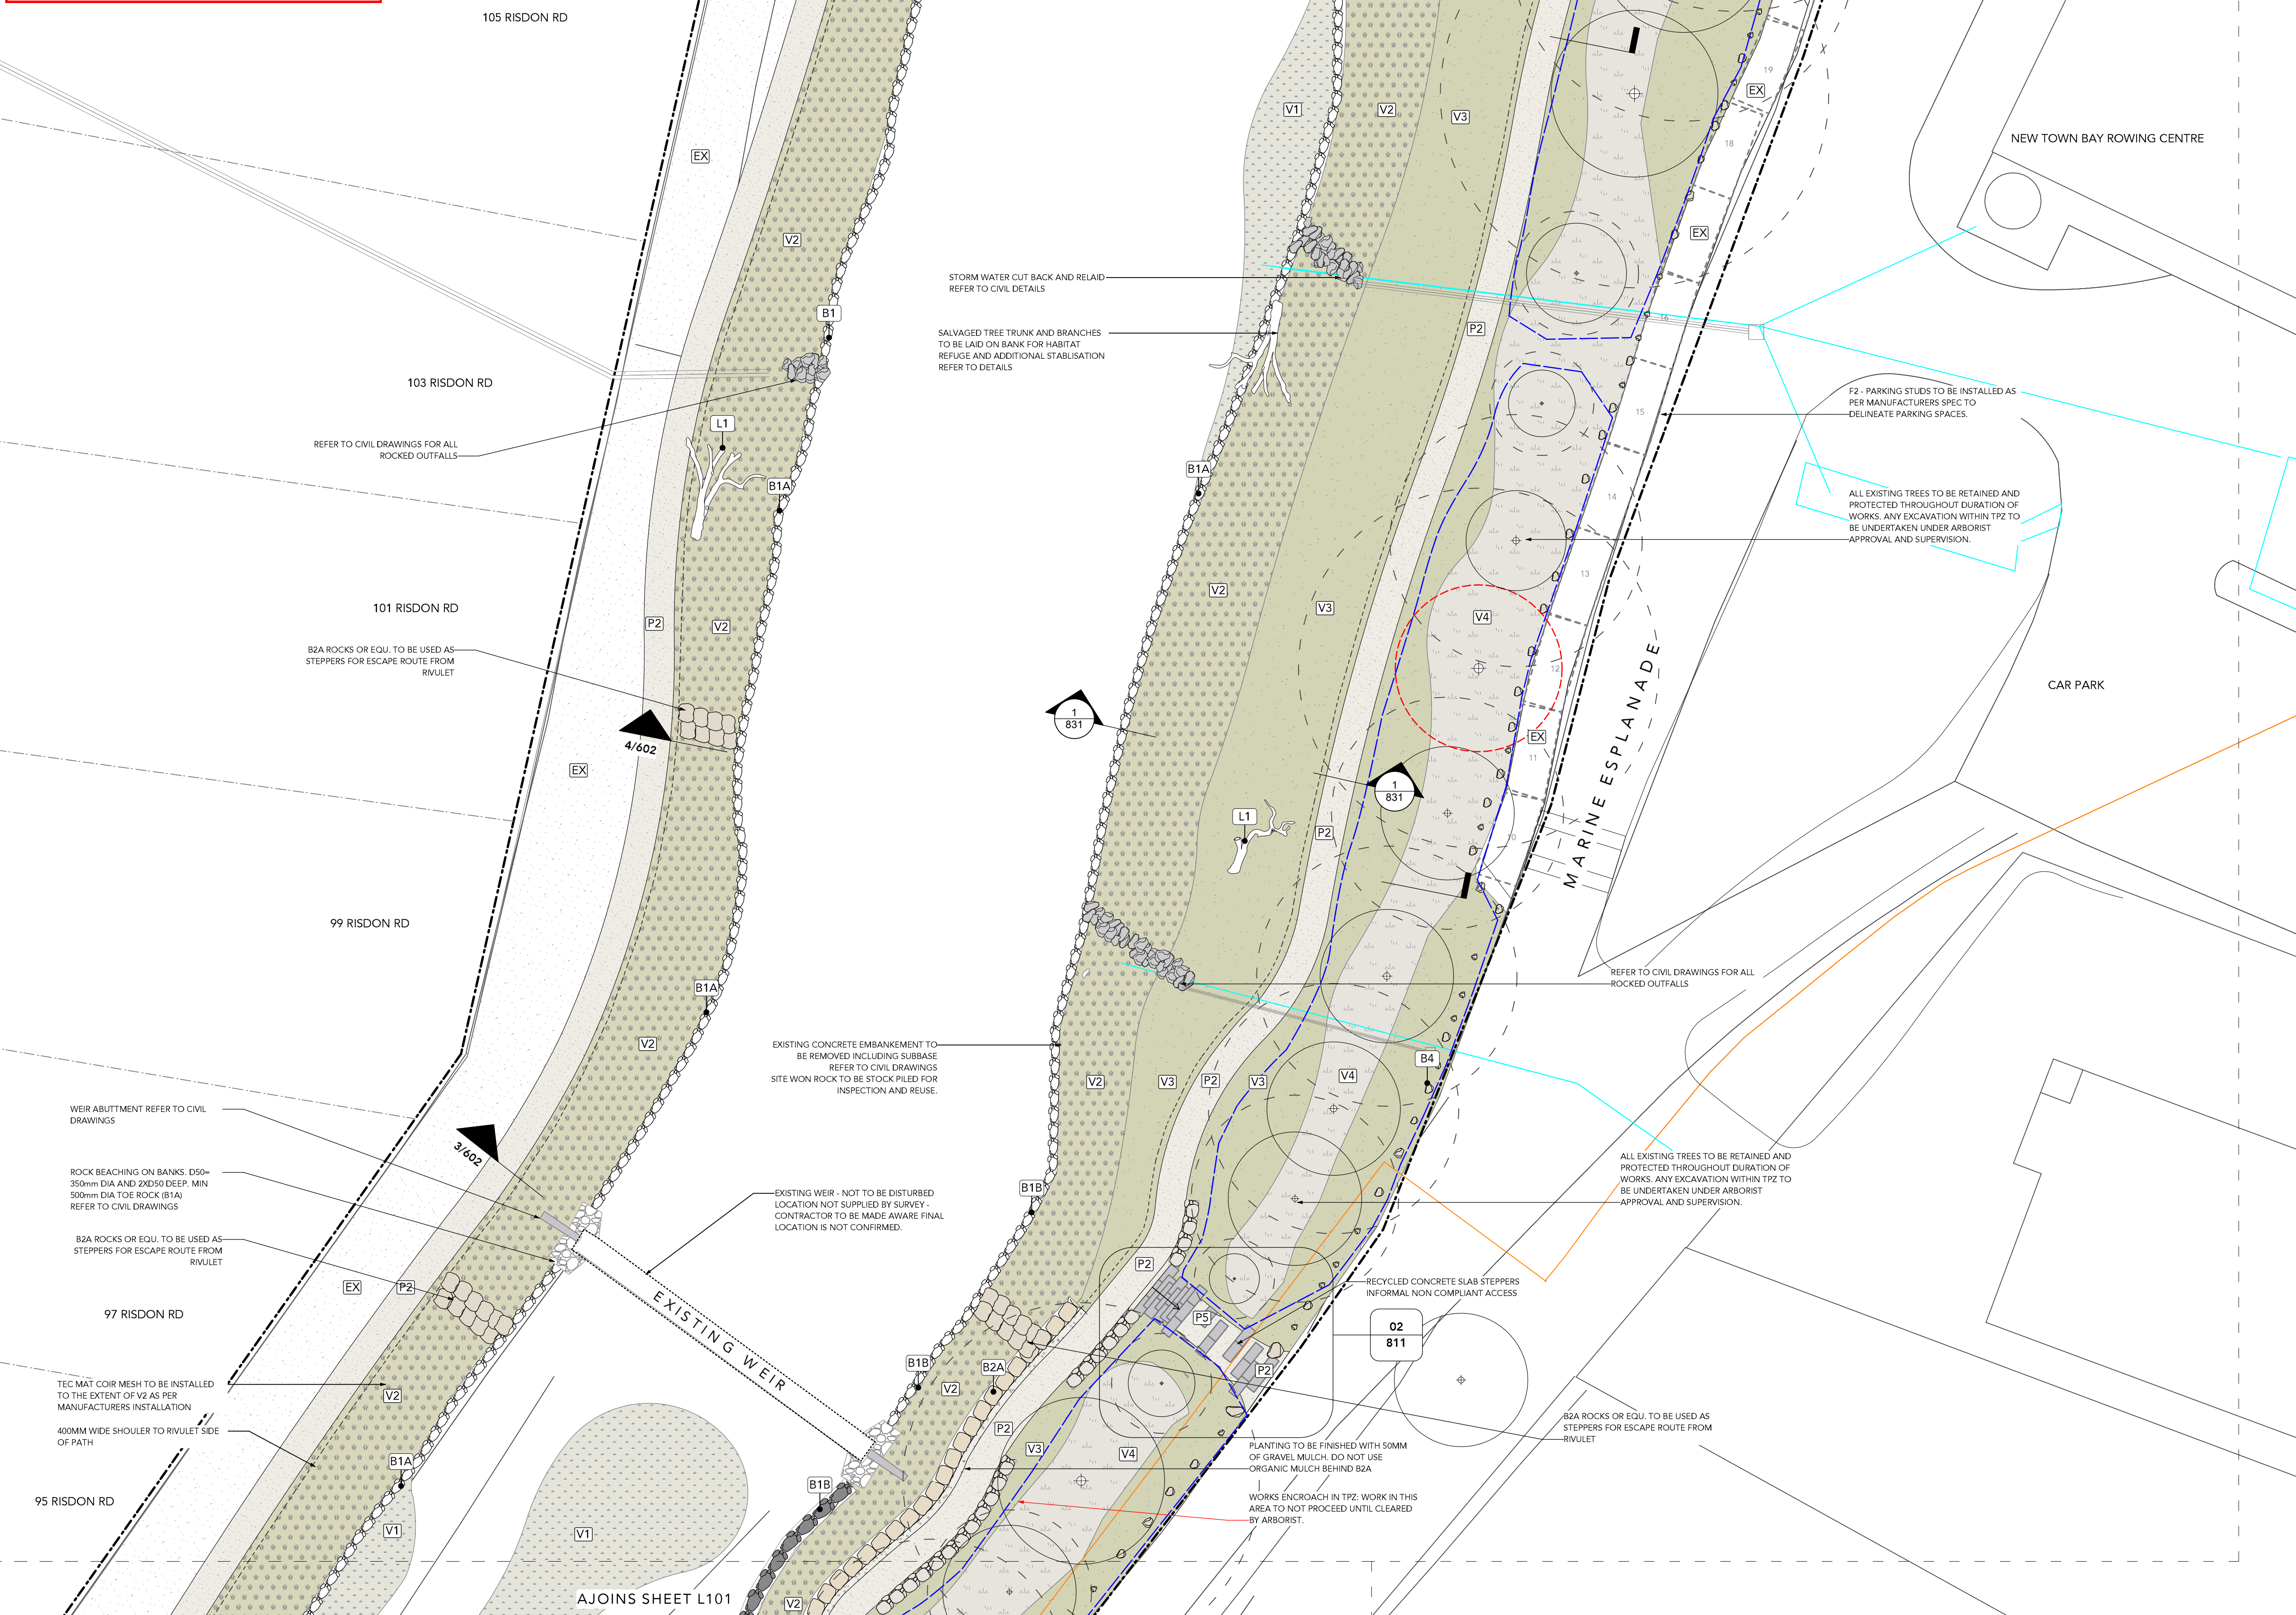 105 RISDON RD
NEW TOWN BAY ROWING CENTRE
19
EX
V1
V2
V3
18
EX
V2
EX
STORM WATER CUT BACK AND RELAID
REFER TO CIVIL DETAILS
B1
16
P2
SALVAGED TREE TRUNK AND BRANCHES
TO BE LAID ON BANK FOR HABITAT
REFUGE AND ADDITIONAL STABLISATION
REFER TO DETAILS
103 RISDON RD
F2 - PARKING STUDS TO BE INSTALLED AS
PER MANUFACTURERS SPEC TO
DELINEATE PARKING SPACES.
15
L1
REFER TO CIVIL DRAWINGS FOR ALL
ROCKED OUTFALLS
B1A
B1A
14
ALL EXISTING TREES TO BE RETAINED AND
PROTECTED THROUGHOUT DURATION OF
WORKS. ANY EXCAVATION WITHIN TPZ TO
BE UNDERTAKEN UNDER ARBORIST
APPROVAL AND SUPERVISION.
13
V2
101 RISDON RD
V3
V4
P2
V2
B2A ROCKS OR EQU. TO BE USED AS
STEPPERS FOR ESCAPE ROUTE FROM
RIVULET
12
CAR PARK
1
831
4/602
EX
11
EX
MARINE ESPLANADE
1
831
L1
P2
10
99 RISDON RD
REFER TO CIVIL DRAWINGS FOR ALL
ROCKED OUTFALLS
B1A
V2
EXISTING CONCRETE EMBANKEMENT TO
BE REMOVED INCLUDING SUBBASE
REFER TO CIVIL DRAWINGS
SITE WON ROCK TO BE STOCK PILED FOR
INSPECTION AND REUSE.
B4
V2
V3
P2
V3
V4
WEIR ABUTTMENT REFER TO CIVIL
DRAWINGS
3/602
ALL EXISTING TREES TO BE RETAINED AND
PROTECTED THROUGHOUT DURATION OF
WORKS. ANY EXCAVATION WITHIN TPZ TO
BE UNDERTAKEN UNDER ARBORIST
APPROVAL AND SUPERVISION.
ROCK BEACHING ON BANKS. D50=
350mm DIA AND 2XD50 DEEP. MIN
500mm DIA TOE ROCK (B1A)
REFER TO CIVIL DRAWINGS
B1B
EXISTING WEIR - NOT TO BE DISTURBED
LOCATION NOT SUPPLIED BY SURVEY -
CONTRACTOR TO BE MADE AWARE FINAL
LOCATION IS NOT CONFIRMED.
B2A ROCKS OR EQU. TO BE USED AS
STEPPERS FOR ESCAPE ROUTE FROM
RIVULET
P2
RECYCLED CONCRETE SLAB STEPPERS
INFORMAL NON COMPLIANT ACCESS
EX
P2
97 RISDON RD
EXISTING WEIR
P5
02
811
B1B
B2A
P2
V2
TEC MAT COIR MESH TO BE INSTALLED
TO THE EXTENT OF V2 AS PER
MANUFACTURERS INSTALLATION
V2
B2A ROCKS OR EQU. TO BE USED AS
STEPPERS FOR ESCAPE ROUTE FROM
RIVULET
400MM WIDE SHOULER TO RIVULET SIDE
OF PATH
P2
V3
V4
PLANTING TO BE FINISHED WITH 50MM
OF GRAVEL MULCH. DO NOT USE
ORGANIC MULCH BEHIND B2A
B1A
B1B
95 RISDON RD
WORKS ENCROACH IN TPZ: WORK IN THIS
AREA TO NOT PROCEED UNTIL CLEARED
BY ARBORIST.
V1
V1
AJOINS SHEET L101
V2